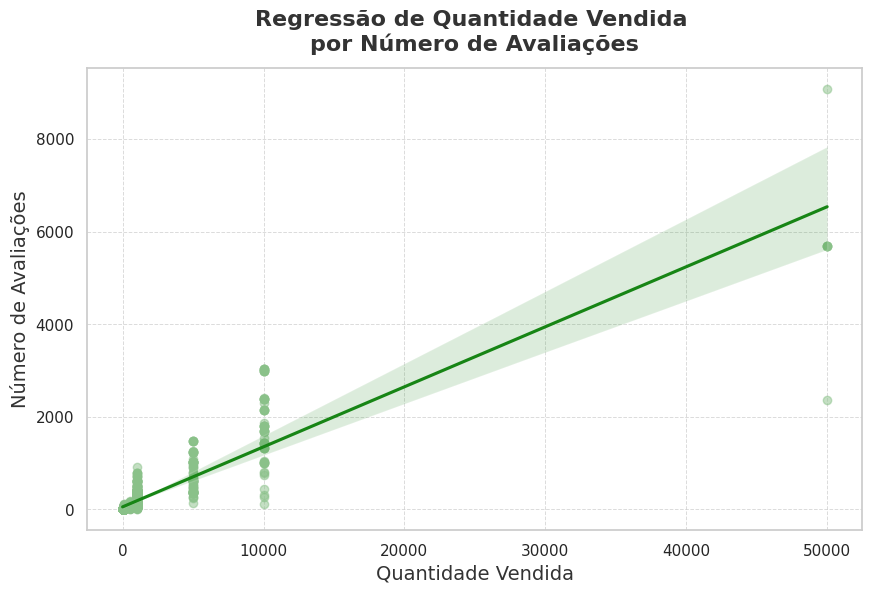 Regressão de Quantidade Vendida
por Número de Avaliações
Número de Avaliações
8000
6000
4000
2000
0
0
10000
20000
30000
40000
50000
Quantidade Vendida